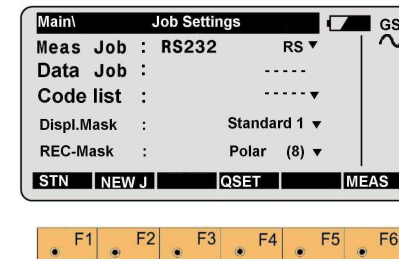 Main\ Job Settings GS
Meas Job : RS232 RS ▼
Data Job : -----
Code list : ----- ▼
Displ.Mask : Standard 1 ▼
REC-Mask : Polar (8) ▼
STN NEW J QSET MEAS
F1 F2 F3 F4 F5 F6